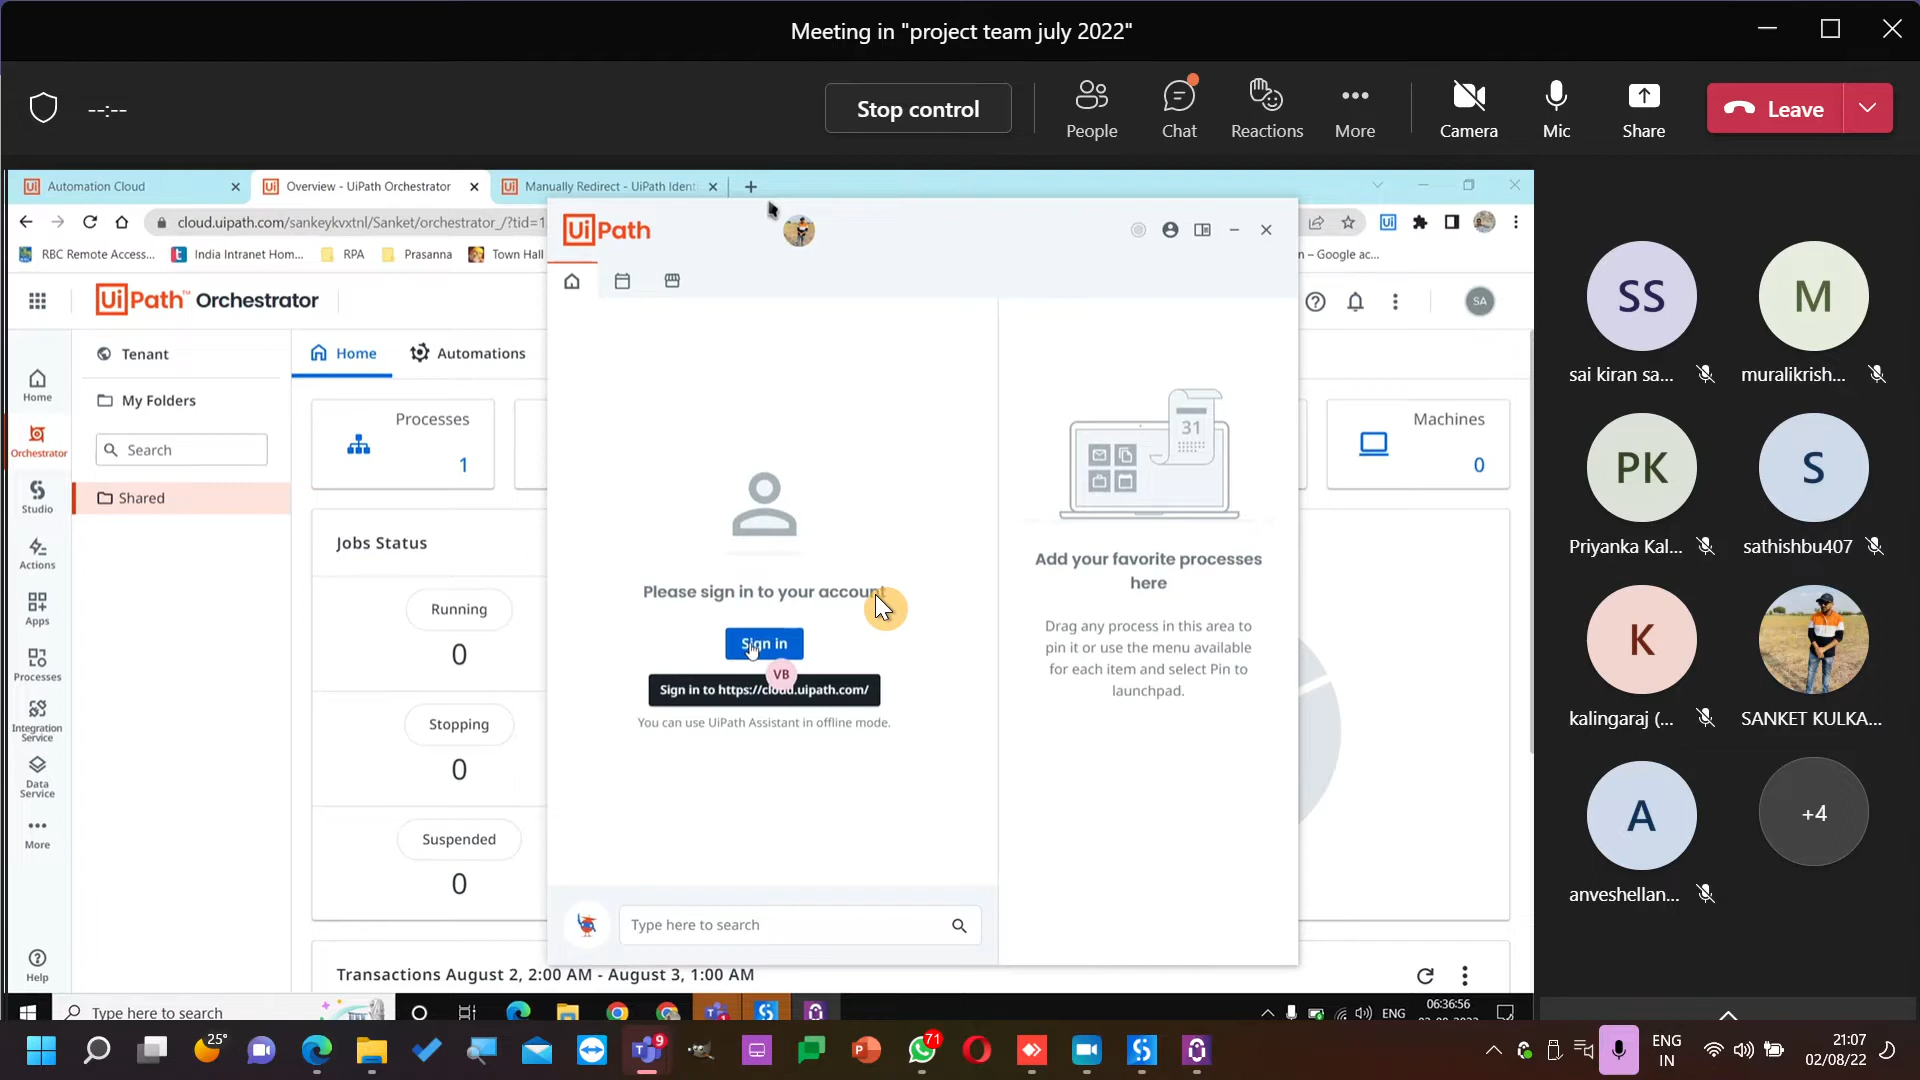 Meeting in "project team july 2022"
--:--
Stop control
People
Chat
Reactions
More
Camera
Mic
Share
Leave
Automation Cloud
Overview - UiPath Orchestrator
Manually Redirect - UiPath Ident
cloud.uipath.com/sankeykvxtnl/Sanket/orchestrator_/?tid=1
RBC Remote Access...
India Intranet Hom...
RPA
Prasanna
Town Hall
n – Google ac...
UiPath
UiPath™ Orchestrator
SA
Home
Orchestrator
Studio
Actions
Apps
Processes
Integration
Service
Data
Service
More
Help
Tenant
My Folders
Search
Shared
Home
Automations
Processes
1
Machines
0
Jobs Status
Running
0
Stopping
0
Suspended
0
Please sign in to your account
Sign in
VB
Sign in to https://cloud.uipath.com/
You can use UiPath Assistant in offline mode.
31
Add your favorite processes
here
Drag any process in this area to
pin it or use the menu available
for each item and select Pin to
launchpad.
Type here to search
Transactions August 2, 2:00 AM - August 3, 1:00 AM
Type here to search
ENG
06:36:56
SS
sai kiran sa...
M
muralikrish...
PK
Priyanka Kal...
S
sathishbu407
K
kalingaraj (...
SANKET KULKA...
A
anveshellan...
+4
25°
9
71
ENG
IN
21:07
02/08/22